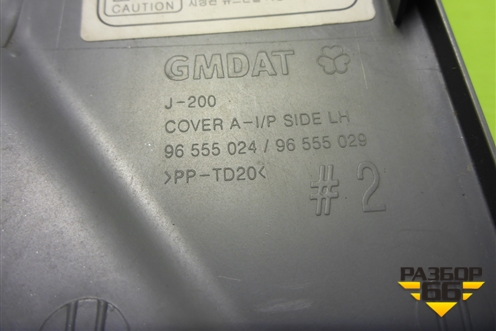 CAUTION
GMDAT
J-200
COVER A-I/P SIDE LH
96 555 024 / 96 555 029
>PP-TD20<
#2
РАЗБОР
66